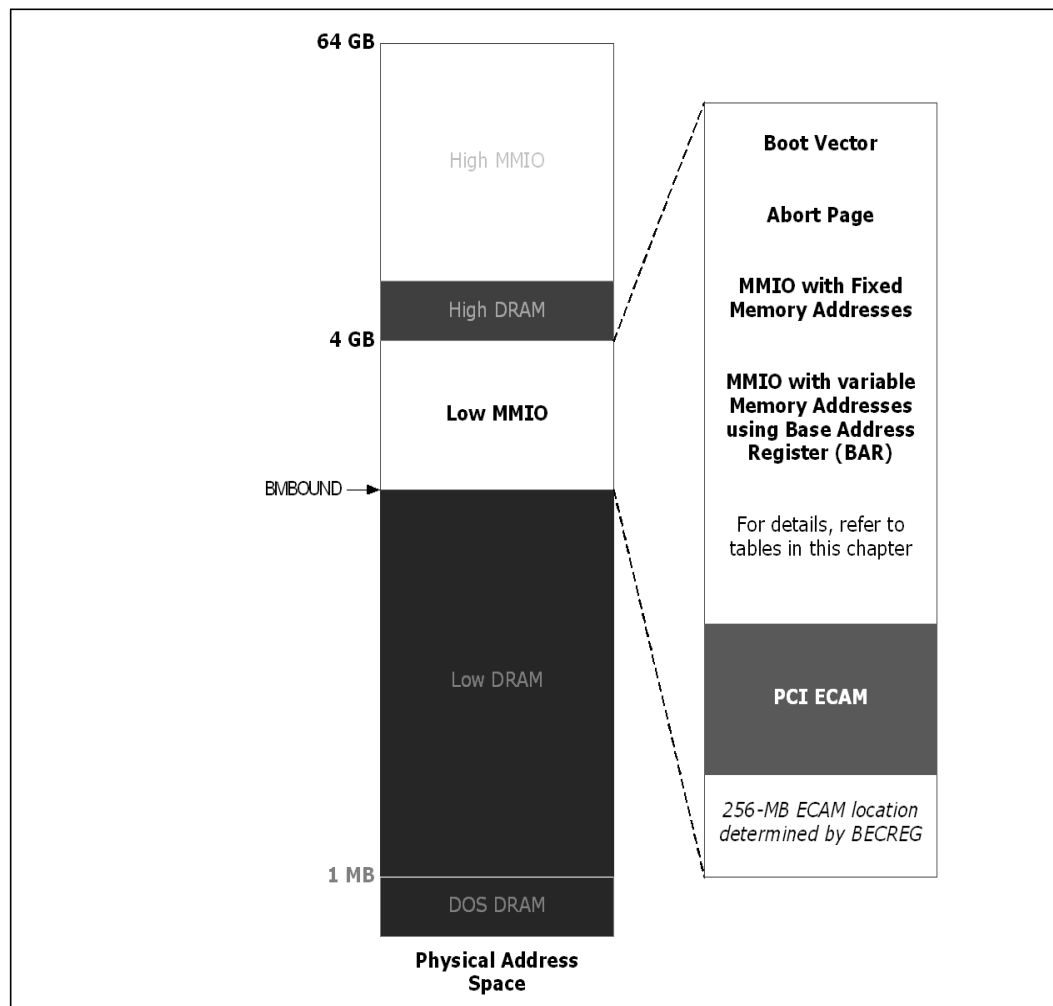 64 GB
High MMIO
High DRAM
4 GB
Low MMIO
BMBOUND
Low DRAM
1 MB
DOS DRAM
Physical Address
Space
Boot Vector
Abort Page
MMIO with Fixed
Memory Addresses
MMIO with variable
Memory Addresses
using Base Address
Register (BAR)
For details, refer to
tables in this chapter
PCI ECAM
256-MB ECAM location
determined by BECREG